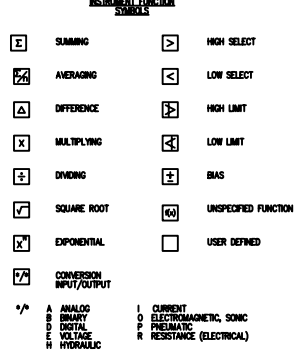 INSTRUMENT FUNCTION
SYMBOLS
Σ SUMMING
Σ/n AVERAGING
Δ DIFFERENCE
X MULTIPLYING
÷ DIVIDING
√ SQUARE ROOT
Xⁿ EXPONENTIAL
*/* CONVERSION
INPUT/OUTPUT
> HIGH SELECT
< LOW SELECT
HIGH LIMIT
LOW LIMIT
± BIAS
f(x) UNSPECIFIED FUNCTION
USER DEFINED
*/* A ANALOG
B BINARY
D DIGITAL
E VOLTAGE
H HYDRAULIC
I CURRENT
O ELECTROMAGNETIC, SONIC
P PNEUMATIC
R RESISTANCE (ELECTRICAL)